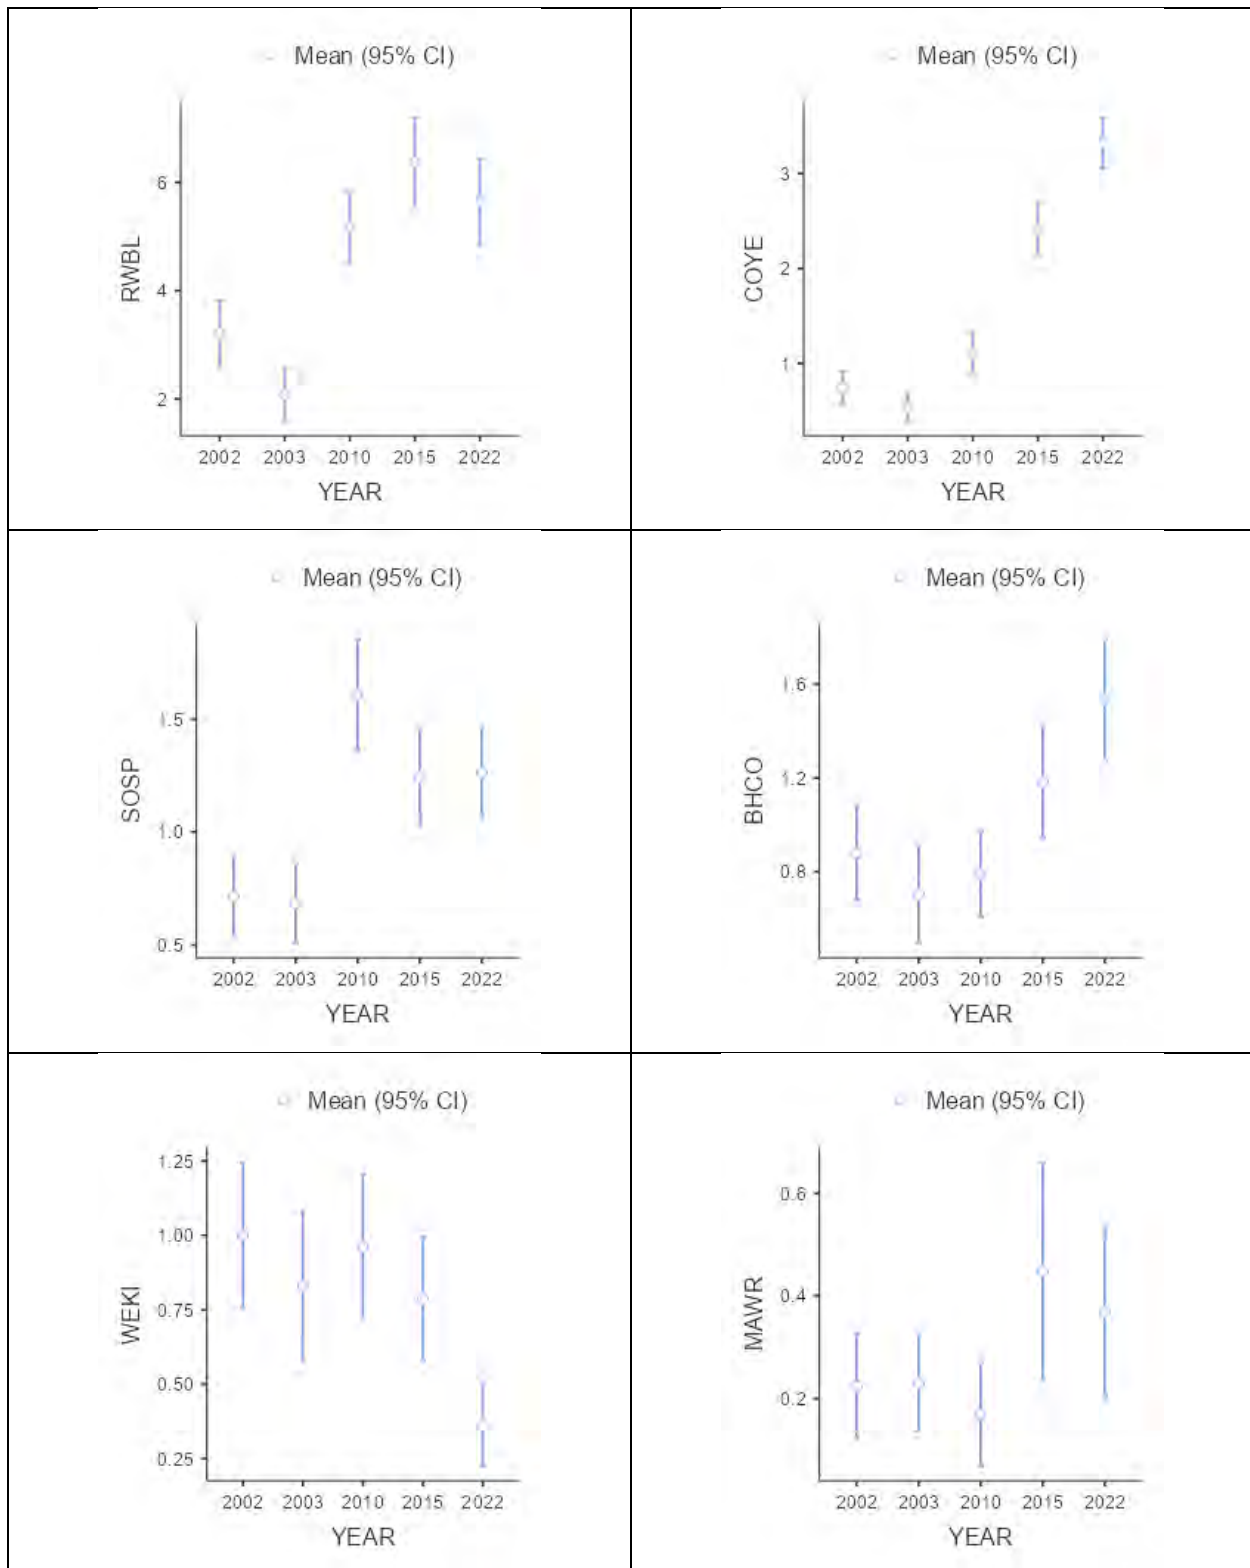 Mean (95% CI)
6
4
2
RWBL
2002 2003 2010 2015 2022
YEAR
Mean (95% CI)
3
2
1
COYE
2002 2003 2010 2015 2022
YEAR
Mean (95% CI)
1.5
1.0
0.5
SOSP
2002 2003 2010 2015 2022
YEAR
Mean (95% CI)
1.6
1.2
0.8
BHCO
2002 2003 2010 2015 2022
YEAR
Mean (95% CI)
1.25
1.00
0.75
0.50
0.25
WEKI
2002 2003 2010 2015 2022
YEAR
Mean (95% CI)
0.6
0.4
0.2
MAWR
2002 2003 2010 2015 2022
YEAR